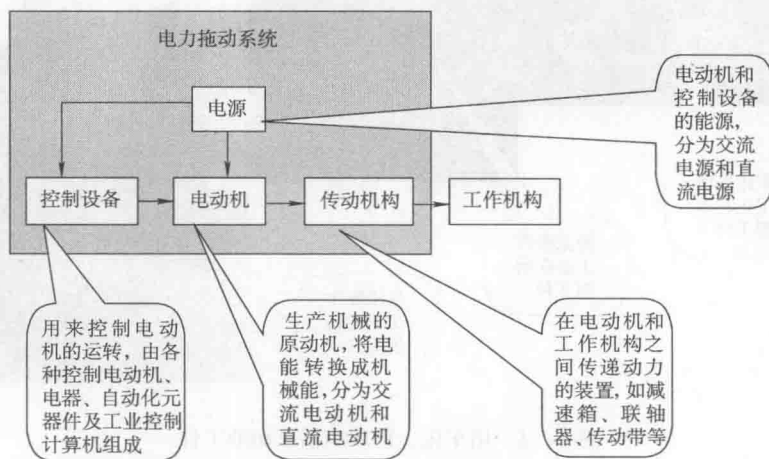 电力拖动系统
电源
电动机和
控制设备
的能源，
分为交流
电源和直
流电源
控制设备
电动机
传动机构
工作机构
用来控制电动
机的运转，由各
种控制电动机、
电器、自动化元
器件及工业控制
计算机组成
生产机械的
原动机，将电
能转换成机
械能，分为交
流电动机和
直流电动机
在电动机和
工作机构之
间传递动力
的装置，如减
速箱、联轴
器、传动带等